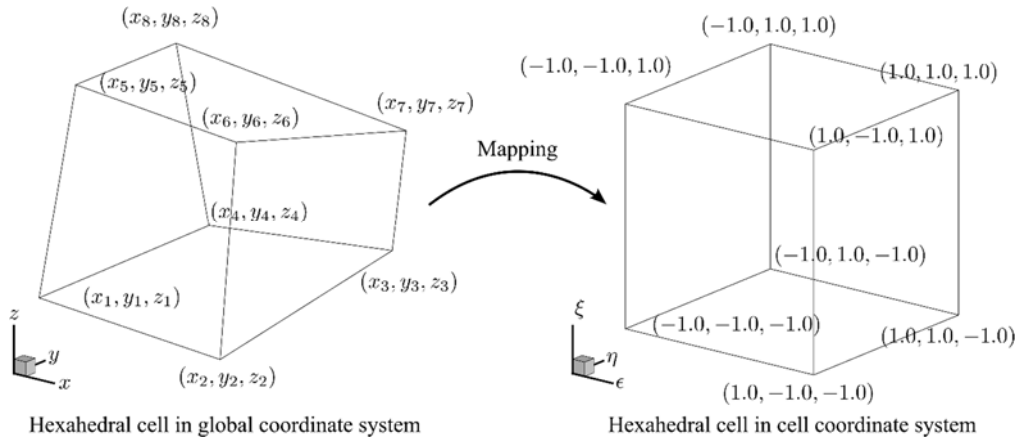 (x₈, y₈, z₈)
(x₅, y₅, z₅)
(x₆, y₆, z₆)
(x₇, y₇, z₇)
(x₄, y₄, z₄)
(x₁, y₁, z₁)
(x₃, y₃, z₃)
(x₂, y₂, z₂)
z
y
x
Hexahedral cell in global coordinate system
Mapping
(-1.0, 1.0, 1.0)
(-1.0, -1.0, 1.0)
(1.0, 1.0, 1.0)
(1.0, -1.0, 1.0)
(-1.0, 1.0, -1.0)
(-1.0, -1.0, -1.0)
(1.0, 1.0, -1.0)
(1.0, -1.0, -1.0)
ξ
η
ϵ
Hexahedral cell in cell coordinate system